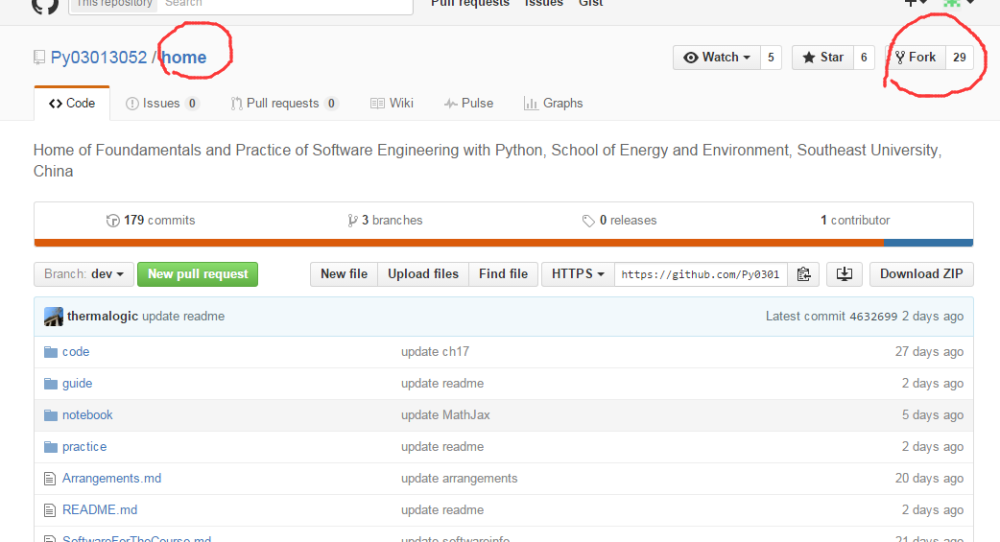 This repository Search Pull requests Issues Gist
Py03013052 / home Watch 5 Star 6 Fork 29
Code Issues 0 Pull requests 0 Wiki Pulse Graphs
Home of Foundamentals and Practice of Software Engineering with Python, School of Energy and Environment, Southeast University,
China
179 commits 3 branches 0 releases 1 contributor
Branch: dev New pull request New file Upload files Find file HTTPS https://github.com/Py0301 Download ZIP
thermalogic update readme Latest commit 4632699 2 days ago
code update ch17 27 days ago
guide update readme 2 days ago
notebook update MathJax 5 days ago
practice update readme 2 days ago
Arrangements.md update arrangements 20 days ago
README.md update readme 2 days ago
SoftwareForTheCourse.md update softwareinfo 21 days ago